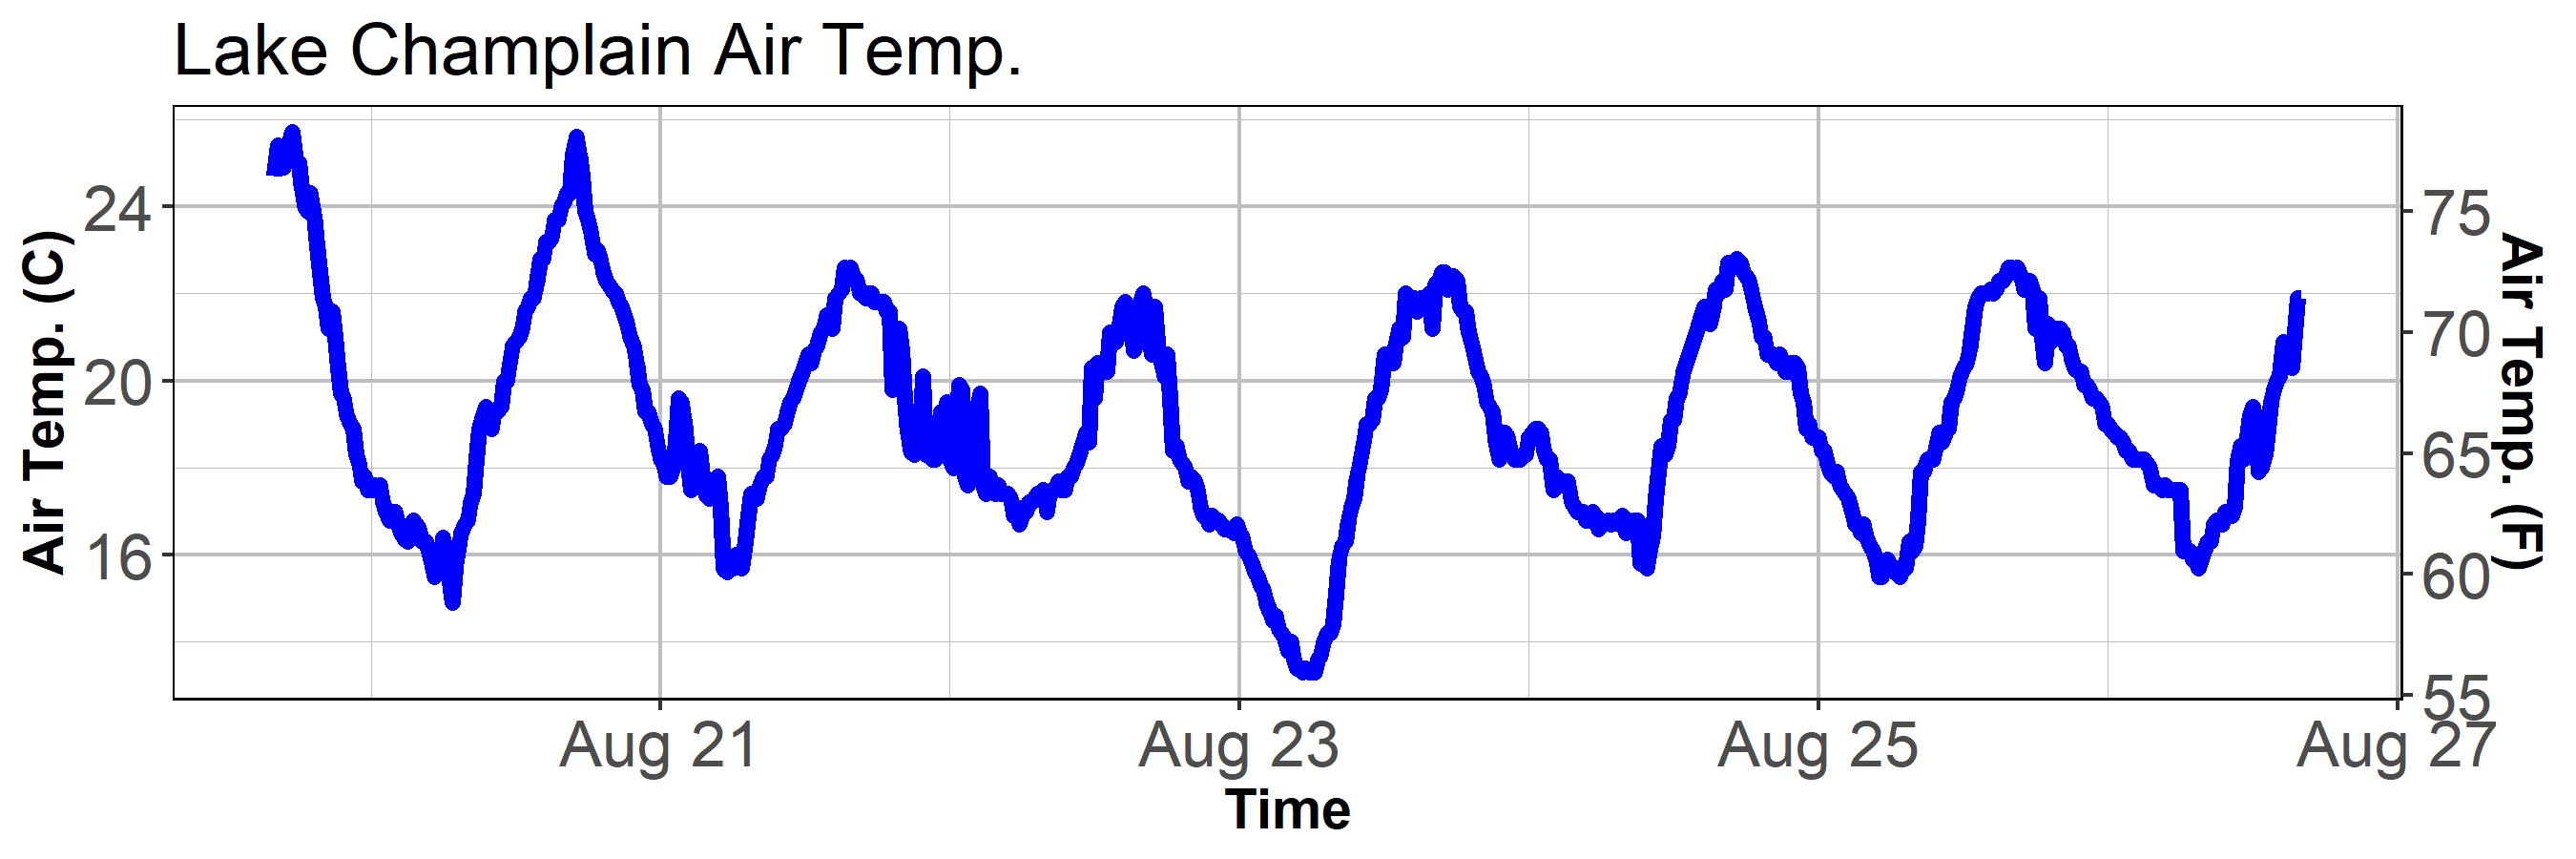 Lake Champlain Air Temp.
Air Temp. (C)
24
20
16
75
70
65
60
55
Air Temp. (F)
Aug 21 Aug 23 Aug 25 Aug 27
Time